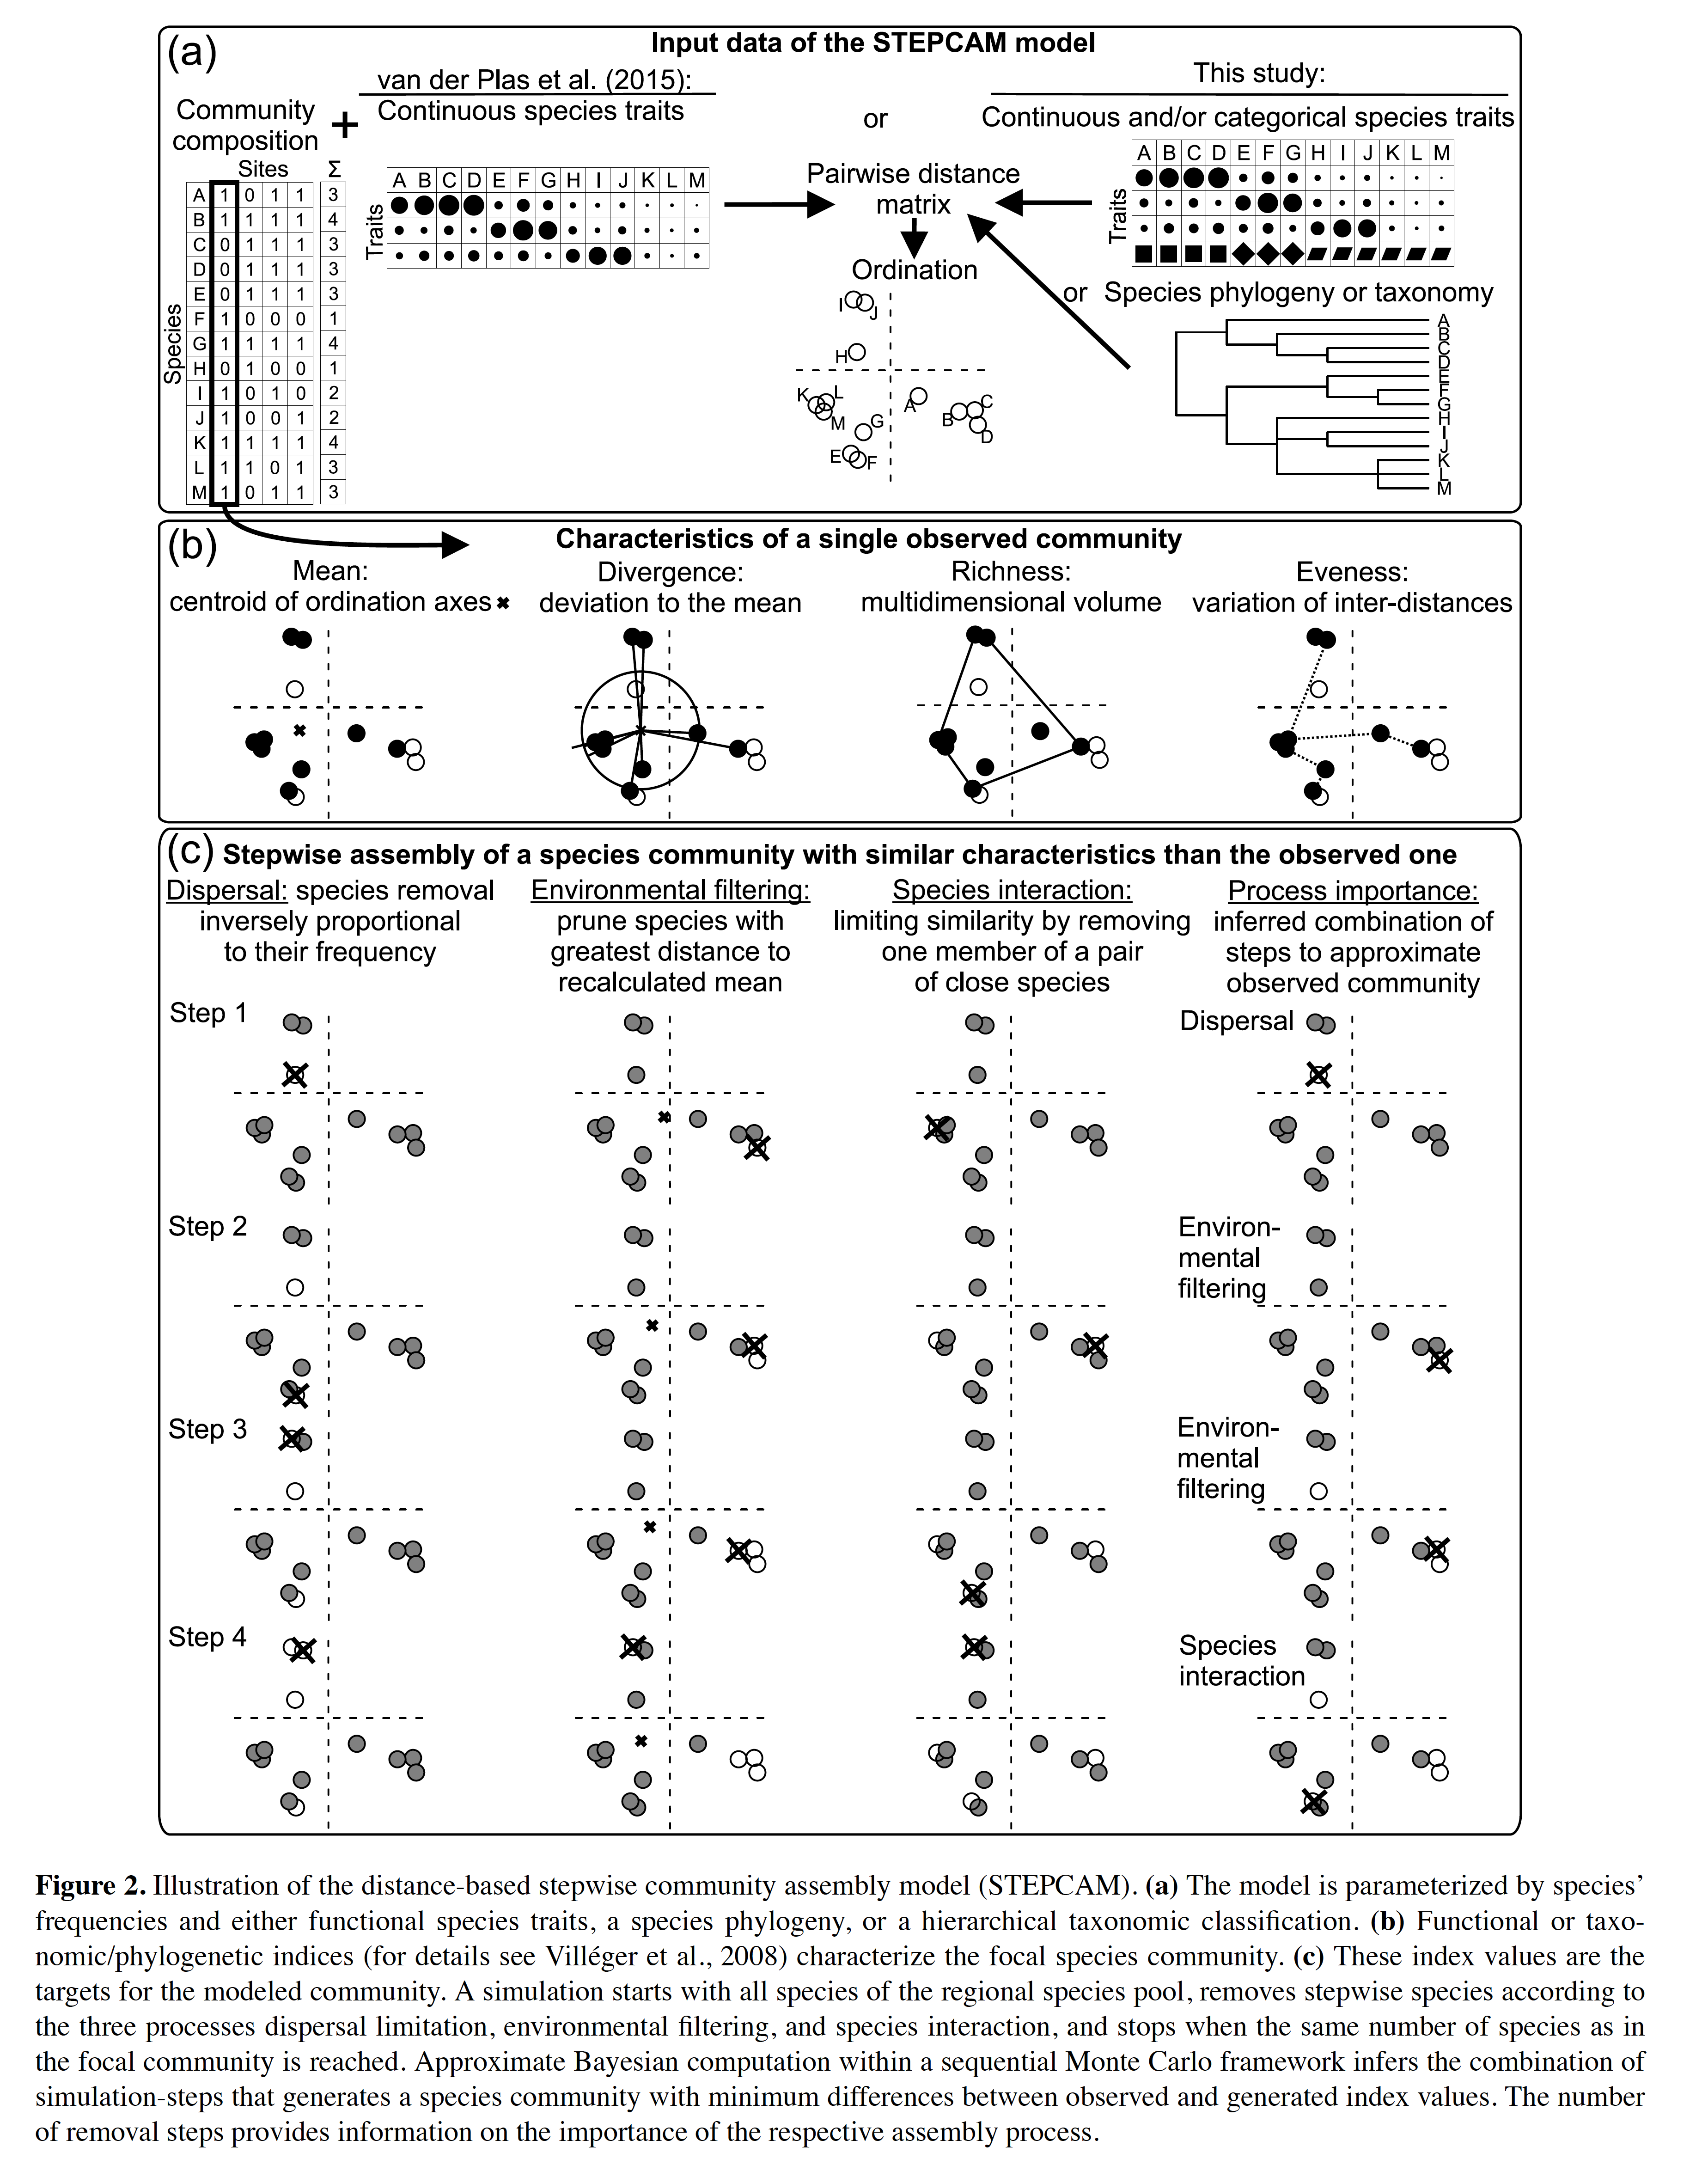 (a)
Input data of the STEPCAM model
van der Plas et al. (2015):
This study:
Community
composition
+
Continuous species traits
or
Continuous and/or categorical species traits
Sites
Σ
Species
A 1 0 1 1 3
B 1 1 1 1 4
C 0 1 1 1 3
D 0 1 1 1 3
E 0 1 1 1 3
F 1 0 0 0 1
G 1 1 1 1 4
H 0 1 0 0 1
I 1 0 1 0 2
J 1 0 0 1 2
K 1 1 1 1 4
L 1 1 0 1 3
M 1 0 1 1 3
A B C D E F G H I J K L M
Traits
Pairwise distance
matrix
Ordination
I
J
H
K
L
M
G
E
F
A
B
C
D
A B C D E F G H I J K L M
Traits
or Species phylogeny or taxonomy
A
B
C
D
E
F
G
H
I
J
K
L
M
(b)
Characteristics of a single observed community
Mean:
centroid of ordination axes
Divergence:
deviation to the mean
Richness:
multidimensional volume
Eveness:
variation of inter-distances
(c)
Stepwise assembly of a species community with similar characteristics than the observed one
Dispersal: species removal
inversely proportional
to their frequency
Environmental filtering:
prune species with
greatest distance to
recalculated mean
Species interaction:
limiting similarity by removing
one member of a pair
of close species
Process importance:
inferred combination of
steps to approximate
observed community
Step 1
Dispersal
Step 2
Environ-
mental
filtering
Step 3
Environ-
mental
filtering
Step 4
Species
interaction
Figure 2. Illustration of the distance-based stepwise community assembly model (STEPCAM). (a) The model is parameterized by species’
frequencies and either functional species traits, a species phylogeny, or a hierarchical taxonomic classification. (b) Functional or taxo-
nomic/phylogenetic indices (for details see Villéger et al., 2008) characterize the focal species community. (c) These index values are the
targets for the modeled community. A simulation starts with all species of the regional species pool, removes stepwise species according to
the three processes dispersal limitation, environmental filtering, and species interaction, and stops when the same number of species as in
the focal community is reached. Approximate Bayesian computation within a sequential Monte Carlo framework infers the combination of
simulation-steps that generates a species community with minimum differences between observed and generated index values. The number
of removal steps provides information on the importance of the respective assembly process.